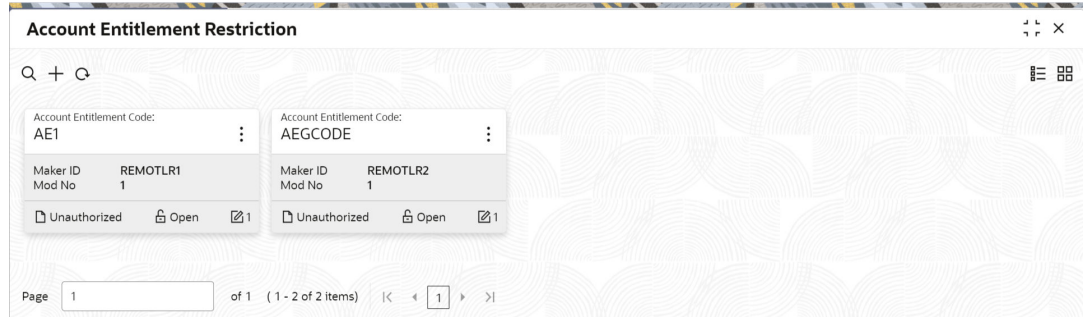 Account Entitlement Restriction
Account Entitlement Code:
AE1
Maker ID REMOTLR1
Mod No 1
Unauthorized Open 1
Account Entitlement Code:
AEGCODE
Maker ID REMOTLR2
Mod No 1
Unauthorized Open 1
Page 1 of 1 ( 1 - 2 of 2 items) 1